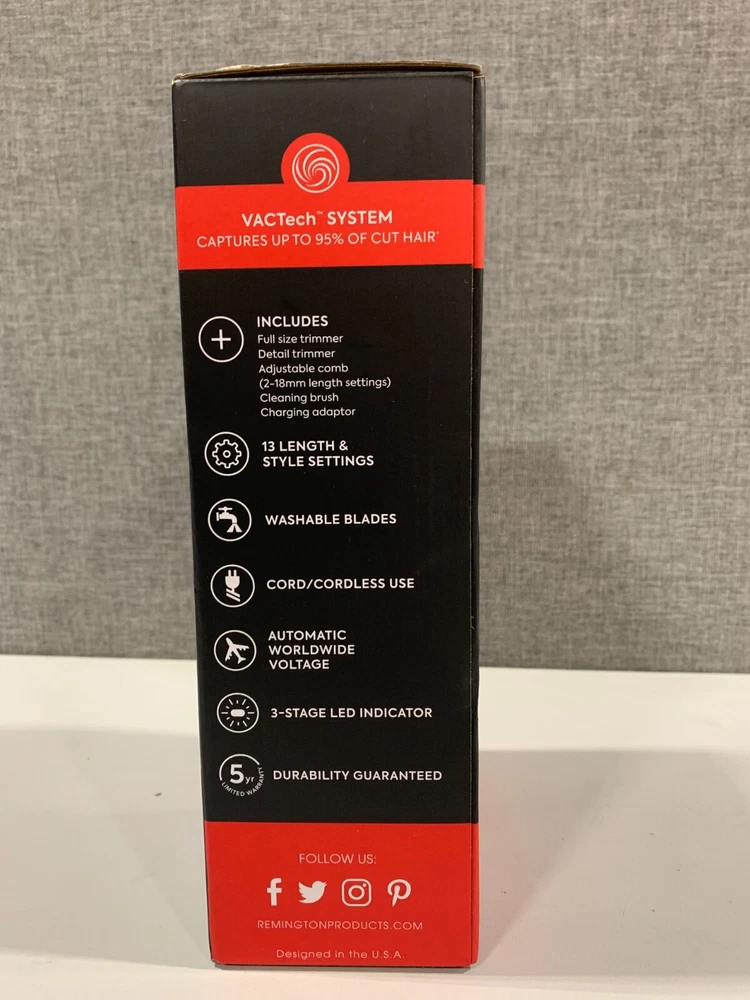 VACTech™ SYSTEM
CAPTURES UP TO 95% OF CUT HAIR*
INCLUDES
Full size trimmer
Detail trimmer
Adjustable comb
(2-18mm length settings)
Cleaning brush
Charging adaptor
13 LENGTH &
STYLE SETTINGS
WASHABLE BLADES
CORD/CORDLESS USE
AUTOMATIC
WORLDWIDE
VOLTAGE
3-STAGE LED INDICATOR
5yr
LIMITED WARRANTY
DURABILITY GUARANTEED
FOLLOW US:
REMINGTONPRODUCTS.COM
Designed in the U.S.A.